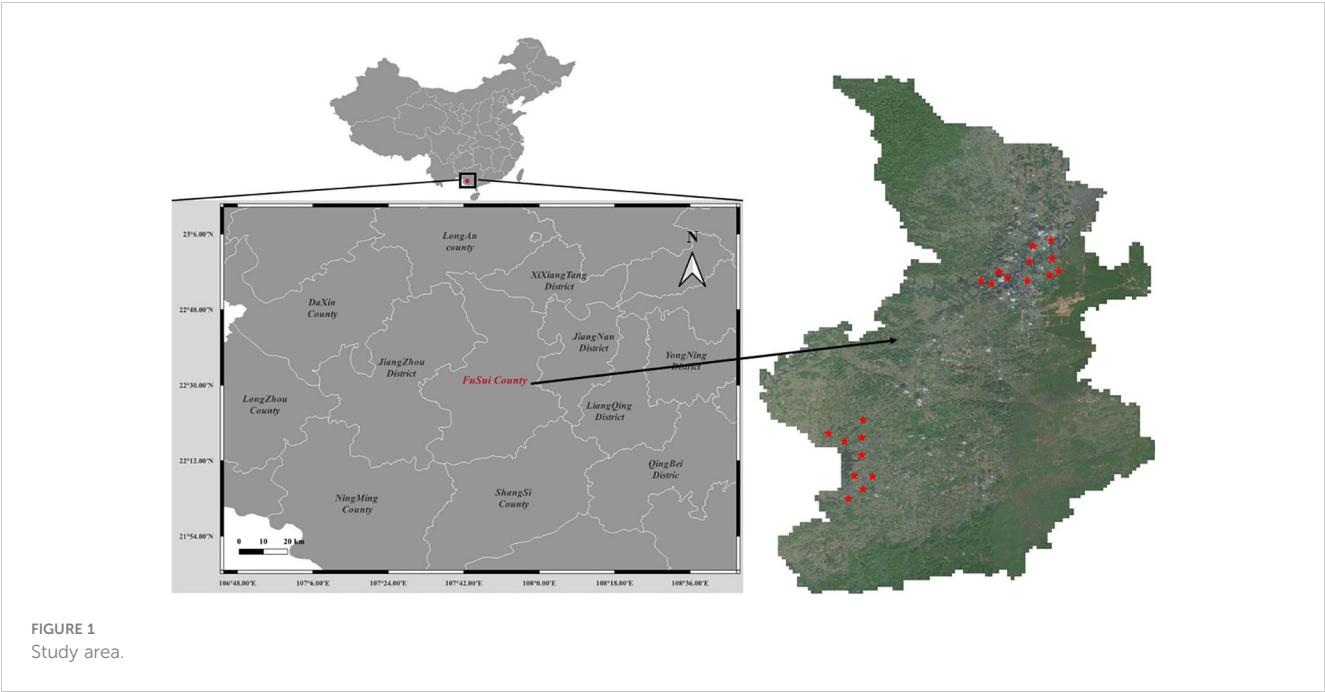 N
23°6.00'N
22°48.00'N
22°30.00'N
22°12.00'N
21°54.00'N
LongAn
county
XiXiangTang
District
DaXin
County
JiangNan
District
JiangZhou
District
YongNing
District
FuSui County
LongZhou
County
LiangQing
District
QingBei
Distric
NingMing
County
ShangSi
County
0 10 20 km
106°48.00'E 107°6.00'E 107°24.00'E 107°42.00'E 108°0.00'E 108°18.00'E 108°36.00'E
FIGURE 1
Study area.